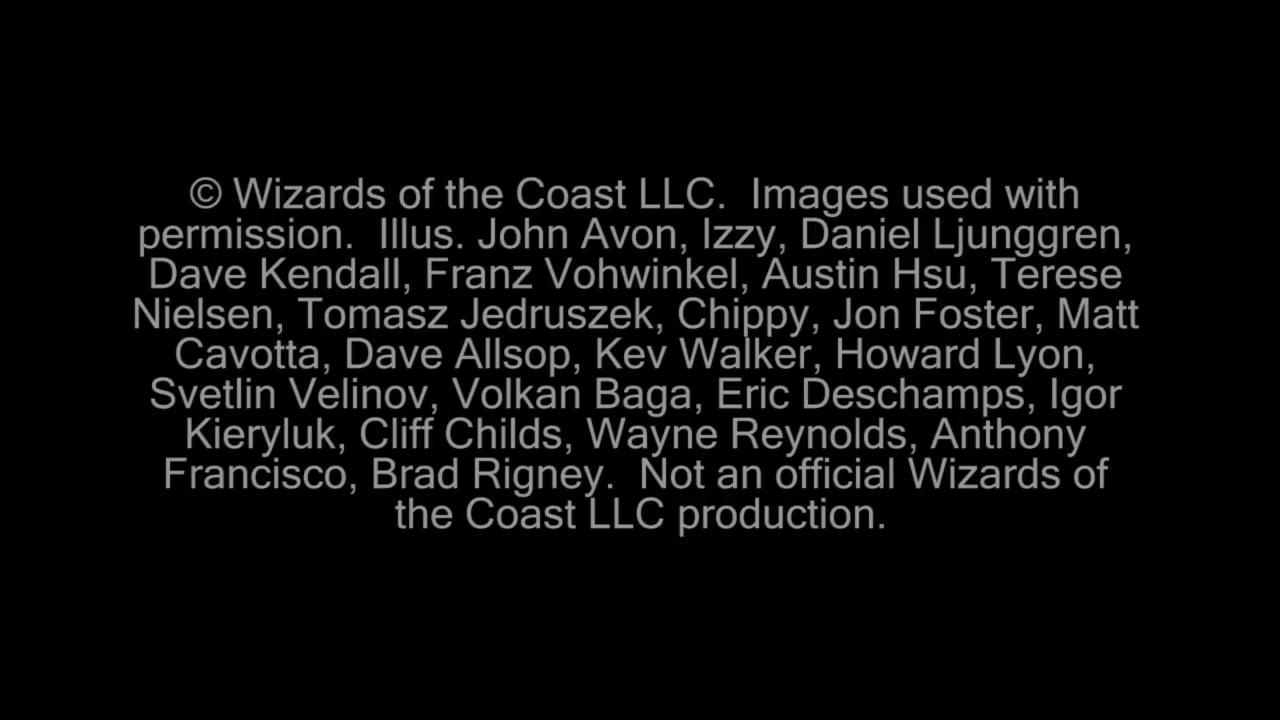 © Wizards of the Coast LLC.  Images used with
permission.  Illus. John Avon, Izzy, Daniel Ljunggren,
Dave Kendall, Franz Vohwinkel, Austin Hsu, Terese
Nielsen, Tomasz Jedruszek, Chippy, Jon Foster, Matt
Cavotta, Dave Allsop, Kev Walker, Howard Lyon,
Svetlin Velinov, Volkan Baga, Eric Deschamps, Igor
Kieryluk, Cliff Childs, Wayne Reynolds, Anthony
Francisco, Brad Rigney.  Not an official Wizards of
the Coast LLC production.